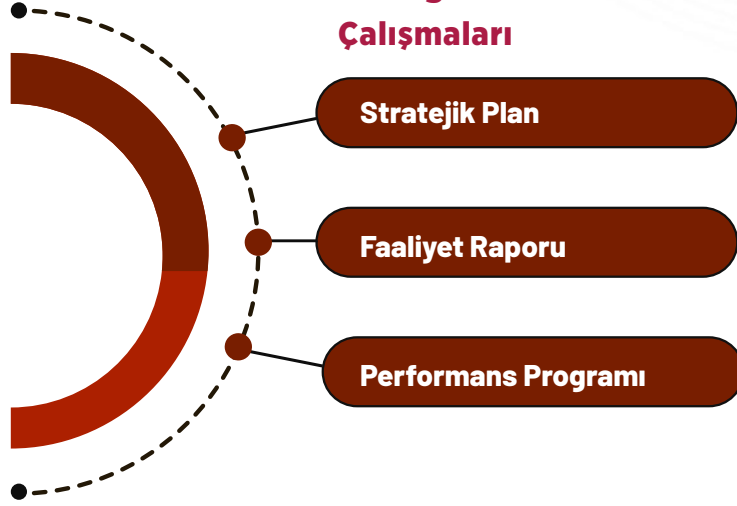 Çalışmaları
Stratejik Plan
Faaliyet Raporu
Performans Programı